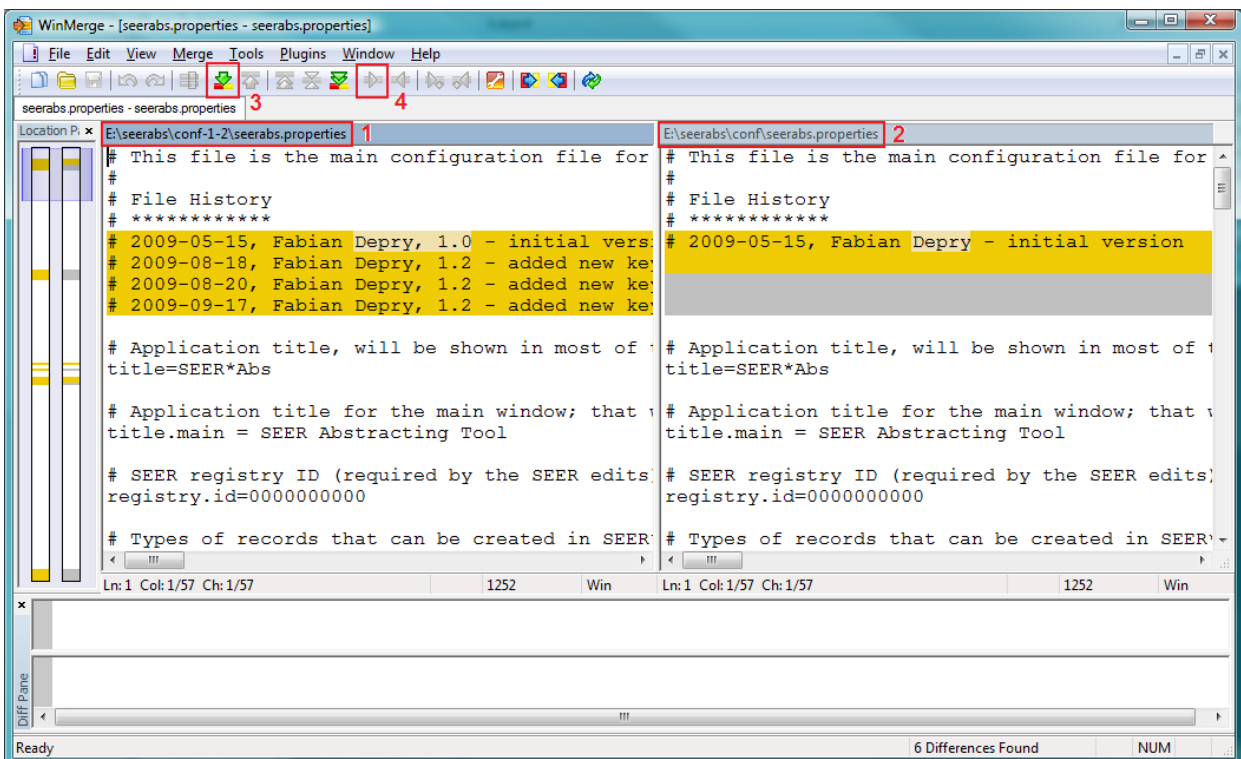 WinMerge - [seerabs.properties - seerabs.properties]
File Edit View Merge Tools Plugins Window Help
3 4
seerabs.properties - seerabs.properties
Location Pa
E:\seerabs\conf-1-2\seerabs.properties 1
# This file is the main configuration file for
#
# File History
# ************
# 2009-05-15, Fabian Depry, 1.0 - initial vers
# 2009-08-18, Fabian Depry, 1.2 - added new key
# 2009-08-20, Fabian Depry, 1.2 - added new key
# 2009-09-17, Fabian Depry, 1.2 - added new key
# Application title, will be shown in most of
title=SEER*Abs
# Application title for the main window; that
title.main = SEER Abstracting Tool
# SEER registry ID (required by the SEER edits)
registry.id=0000000000
# Types of records that can be created in SEER
Ln: 1 Col: 1/57 Ch: 1/57 1252 Win
E:\seerabs\conf\seerabs.properties 2
# This file is the main configuration file for
#
# File History
# ************
# 2009-05-15, Fabian Depry - initial version
# Application title, will be shown in most of
title=SEER*Abs
# Application title for the main window; that
title.main = SEER Abstracting Tool
# SEER registry ID (required by the SEER edits)
registry.id=0000000000
# Types of records that can be created in SEER
Ln: 1 Col: 1/57 Ch: 1/57 1252 Win
Diff Pane
Ready 6 Differences Found NUM